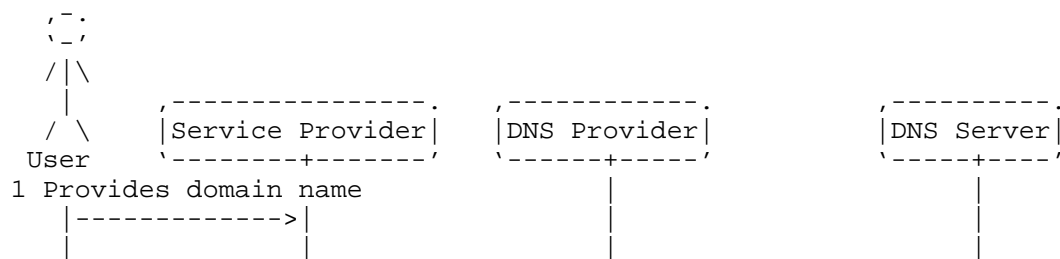 Service Provider DNS Provider DNS Server
User
1 Provides domain name